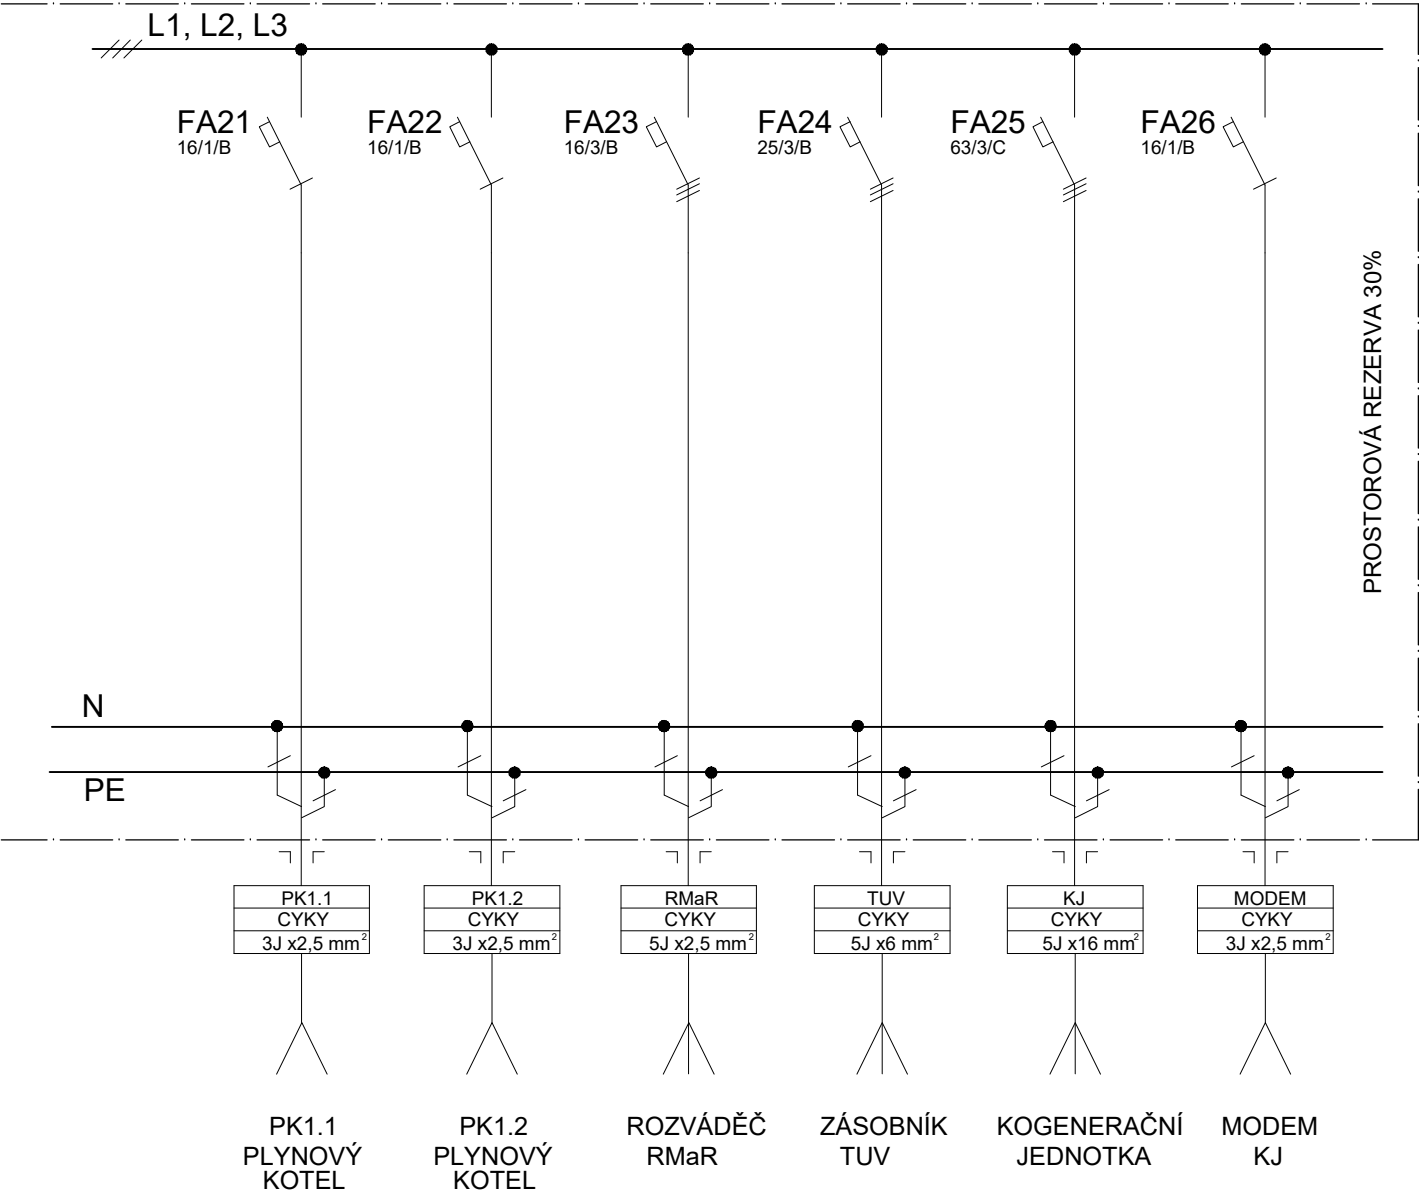 L1, L2, L3
FA21
16/1/B
FA22
16/1/B
FA23
16/3/B
FA24
25/3/B
FA25
63/3/C
FA26
16/1/B
PROSTOROVÁ REZERVA 30%
N
PE
PK1.1
CYKY
3J x2,5 mm²
PK1.2
CYKY
3J x2,5 mm²
RMaR
CYKY
5J x2,5 mm²
TUV
CYKY
5J x6 mm²
KJ
CYKY
5J x16 mm²
MODEM
CYKY
3J x2,5 mm²
PK1.1
PLYNOVÝ
KOTEL
PK1.2
PLYNOVÝ
KOTEL
ROZVÁDĚČ
RMaR
ZÁSOBNÍK
TUV
KOGENERAČNÍ
JEDNOTKA
MODEM
KJ